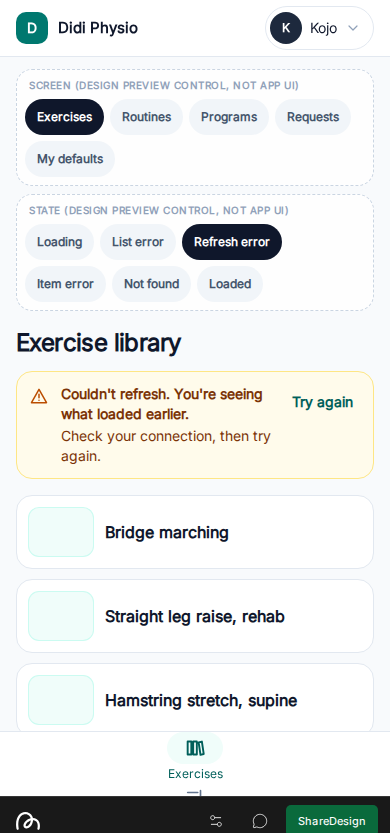 D Didi Physio K Kojo
SCREEN (DESIGN PREVIEW CONTROL, NOT APP UI)
Exercises Routines Programs Requests
My defaults
STATE (DESIGN PREVIEW CONTROL, NOT APP UI)
Loading List error Refresh error
Item error Not found Loaded
Exercise library
Couldn't refresh. You're seeing
what loaded earlier.
Try again
Check your connection, then try
again.
Bridge marching
Straight leg raise, rehab
Hamstring stretch, supine
Exercises
ShareDesign